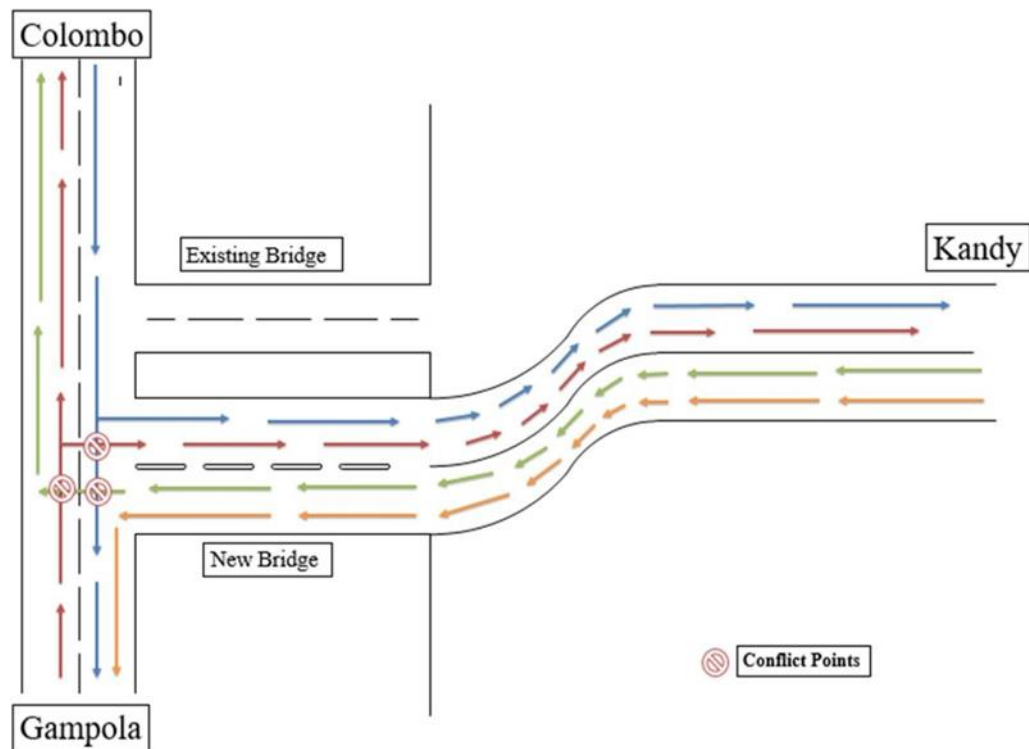 Colombo
Existing Bridge
Kandy
New Bridge
Conflict Points
Gampola